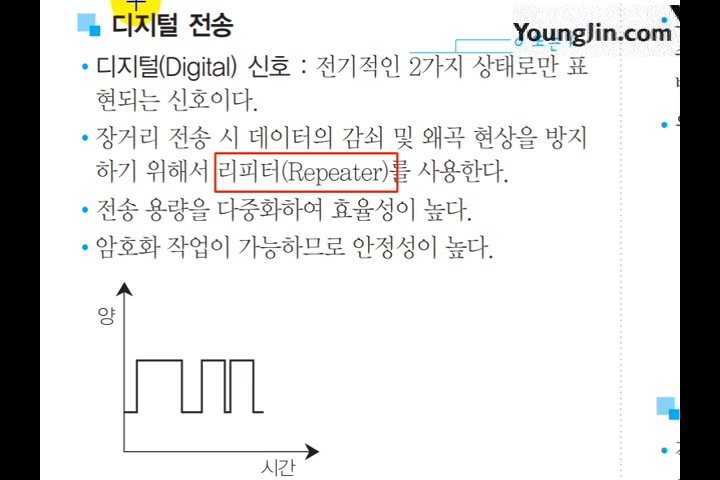 디지털 전송
YoungJin.com
• 디지털(Digital) 신호 : 전기적인 2가지 상태로만 표
현되는 신호이다.
• 장거리 전송 시 데이터의 감쇠 및 왜곡 현상을 방지
하기 위해서 리피터(Repeater)를 사용한다.
• 전송 용량을 다중화하여 효율성이 높다.
• 암호화 작업이 가능하므로 안정성이 높다.
양
시간